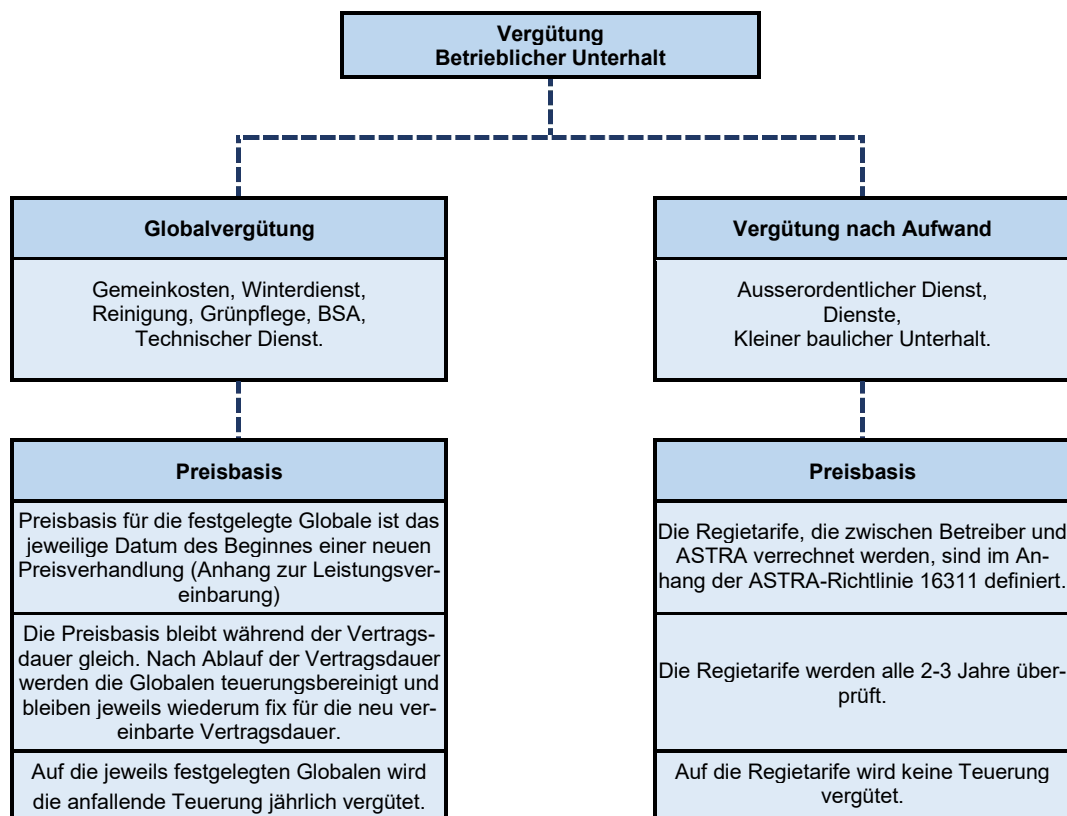 Vergütung
Betrieblicher Unterhalt
Globalvergütung
Gemeinkosten, Winterdienst,
Reinigung, Grünpflege, BSA,
Technischer Dienst.
Preisbasis
Preisbasis für die festgelegte Globale ist das
jeweilige Datum des Beginnes einer neuen
Preisverhandlung (Anhang zur Leistungsver-
einbarung)
Die Preisbasis bleibt während der Vertrags-
dauer gleich. Nach Ablauf der Vertragsdauer
werden die Globalen teuerungsbereinigt und
bleiben jeweils wiederum fix für die neu ver-
einbarte Vertragsdauer.
Auf die jeweils festgelegten Globalen wird
die anfallende Teuerung jährlich vergütet.
Vergütung nach Aufwand
Ausserordentlicher Dienst,
Dienste,
Kleiner baulicher Unterhalt.
Preisbasis
Die Regietarife, die zwischen Betreiber und
ASTRA verrechnet werden, sind im An-
hang der ASTRA-Richtlinie 16311 definiert.
Die Regietarife werden alle 2-3 Jahre über-
prüft.
Auf die Regietarife wird keine Teuerung
vergütet.